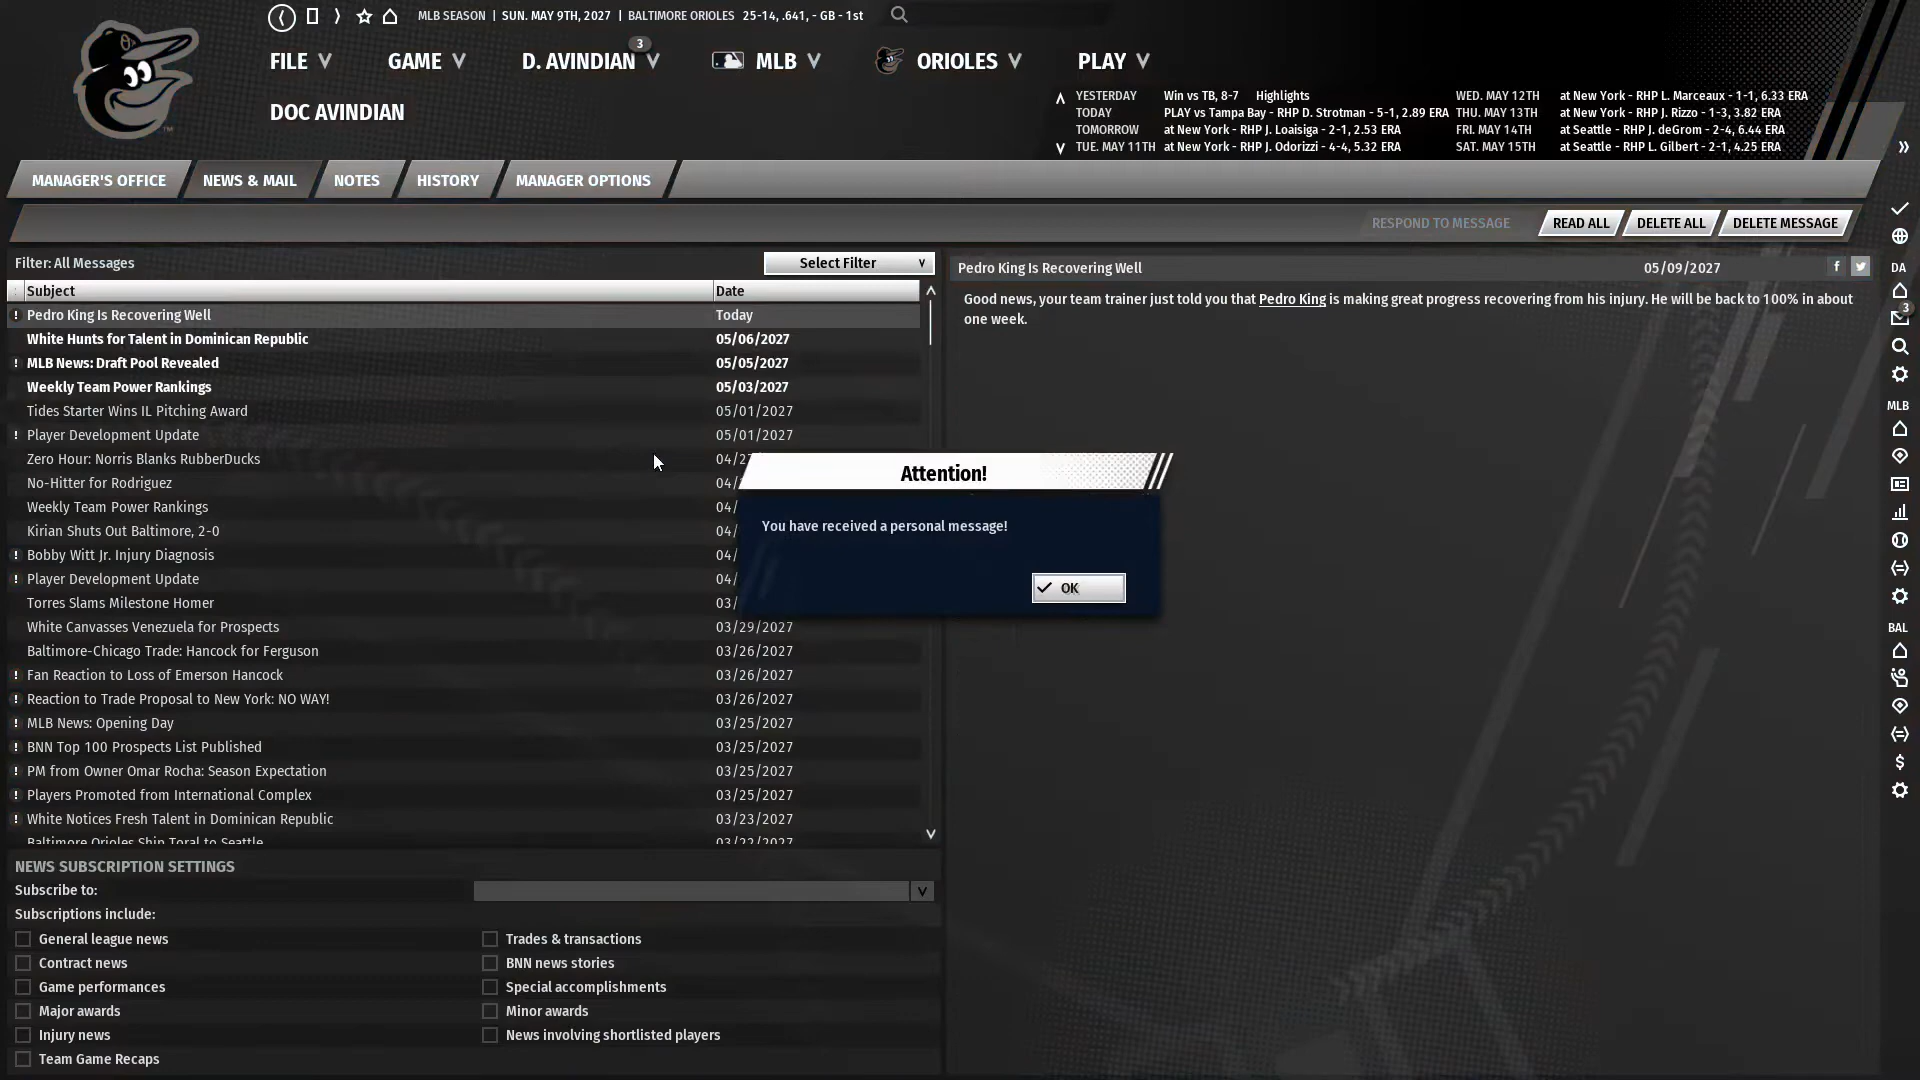 MLB SEASON | SUN. MAY 9TH, 2027 | BALTIMORE ORIOLES 25-14, .641, - GB - 1st
FILE
GAME
D. AVINDIAN
3
MLB
ORIOLES
PLAY
DOC AVINDIAN
YESTERDAY Win vs TB, 8-7 Highlights
TODAY PLAY vs Tampa Bay - RHP D. Strotman - 5-1, 2.89 ERA
TOMORROW at New York - RHP J. Loaisiga - 2-1, 2.53 ERA
TUE. MAY 11TH at New York - RHP J. Odorizzi - 4-4, 5.32 ERA
WED. MAY 12TH at New York - RHP L. Marceaux - 1-1, 6.33 ERA
THU. MAY 13TH at New York - RHP J. Rizzo - 1-3, 3.82 ERA
FRI. MAY 14TH at Seattle - RHP J. deGrom - 2-4, 6.44 ERA
SAT. MAY 15TH at Seattle - RHP L. Gilbert - 2-1, 4.25 ERA
MANAGER'S OFFICE
NEWS & MAIL
NOTES
HISTORY
MANAGER OPTIONS
RESPOND TO MESSAGE
READ ALL
DELETE ALL
DELETE MESSAGE
Filter: All Messages
Select Filter
Subject Date
! Pedro King Is Recovering Well Today
White Hunts for Talent in Dominican Republic 05/06/2027
! MLB News: Draft Pool Revealed 05/05/2027
Weekly Team Power Rankings 05/03/2027
Tides Starter Wins IL Pitching Award 05/01/2027
! Player Development Update 05/01/2027
Zero Hour: Norris Blanks RubberDucks 04/27
No-Hitter for Rodriguez 04/
Weekly Team Power Rankings 04/
Kirian Shuts Out Baltimore, 2-0 04/
! Bobby Witt Jr. Injury Diagnosis 04/
! Player Development Update 04/
Torres Slams Milestone Homer 03/
White Canvasses Venezuela for Prospects 03/29/2027
Baltimore-Chicago Trade: Hancock for Ferguson 03/26/2027
! Fan Reaction to Loss of Emerson Hancock 03/26/2027
! Reaction to Trade Proposal to New York: NO WAY! 03/26/2027
! MLB News: Opening Day 03/25/2027
! BNN Top 100 Prospects List Published 03/25/2027
! PM from Owner Omar Rocha: Season Expectation 03/25/2027
! Players Promoted from International Complex 03/25/2027
! White Notices Fresh Talent in Dominican Republic 03/23/2027
Baltimore Orioles Ship Toral to Seattle 03/22/2027
Pedro King Is Recovering Well 05/09/2027
Good news, your team trainer just told you that Pedro King is making great progress recovering from his injury. He will be back to 100% in about
one week.
Attention!
You have received a personal message!
OK
NEWS SUBSCRIPTION SETTINGS
Subscribe to:
Subscriptions include:
General league news
Trades & transactions
Contract news
BNN news stories
Game performances
Special accomplishments
Major awards
Minor awards
Injury news
News involving shortlisted players
Team Game Recaps
DA
3
MLB
BAL
$